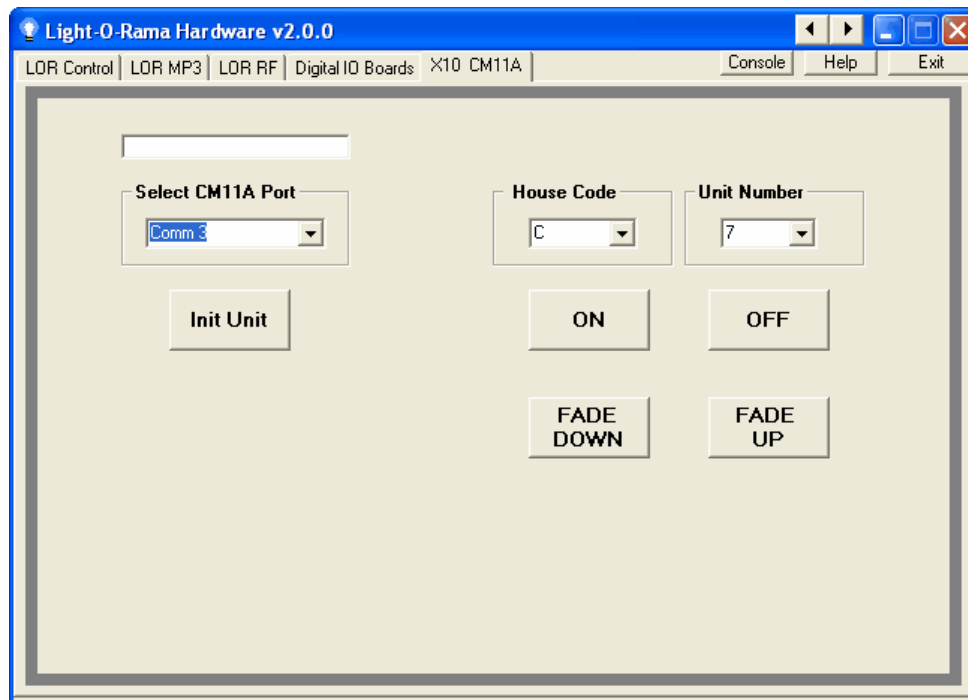 Light-O-Rama Hardware v2.0.0
LOR Control LOR MP3 LOR RF Digital IO Boards X10 CM11A Console Help Exit
Select CM11A Port House Code Unit Number
Comm 3 C 7
Init Unit ON OFF
FADE DOWN
FADE UP